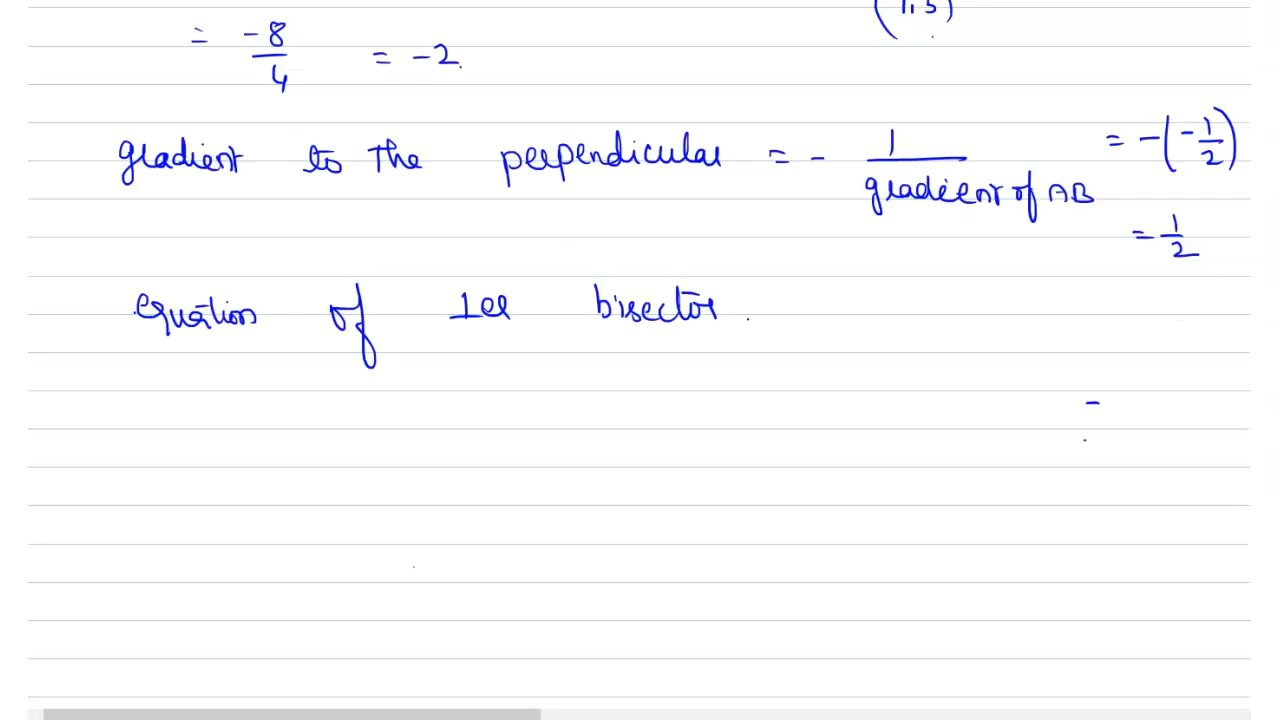 (1, 5)
= -8/4 = -2.
gradient to the perpendicular = - 1/gradient of AB = -(-1/2)
= 1/2
equation of ⊥er bisector.
=